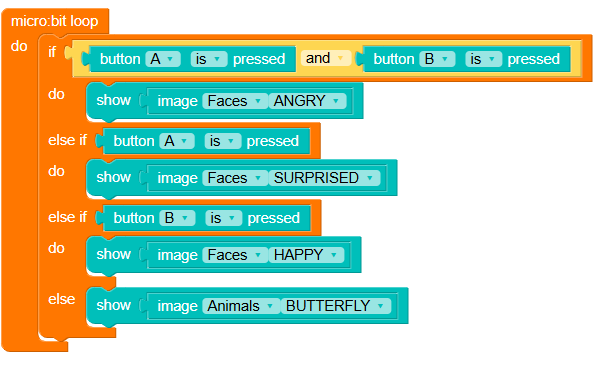 micro:bit loop
do if button A is pressed and button B is pressed
do show image Faces ANGRY
else if button A is pressed
do show image Faces SURPRISED
else if button B is pressed
do show image Faces HAPPY
else show image Animals BUTTERFLY